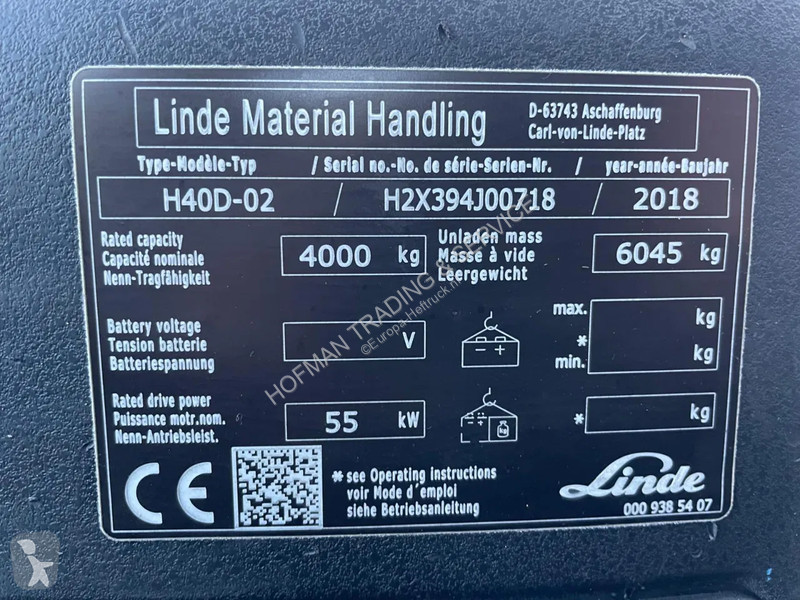 Linde Material Handling
D-63743 Aschaffenburg
Carl-von-Linde-Platz
Type-Modèle-Typ / Serial no.-No. de série-Serien-Nr. / year-année-Baujahr
H40D-02 / H2X394J00718 / 2018
Rated capacity
Capacité nominale
Nenn-Tragfähigkeit
4000 kg
Unladen mass
Masse à vide
Leergewicht
6045 kg
Battery voltage
Tension batterie
Batteriespannung
V
- +
max. kg
*
min. kg
Rated drive power
Puissance motr.nom.
Nenn-Antriebsleist.
55 kW
- + kg
* kg
CE
* see Operating instructions
voir Mode d'emploi
siehe Betriebsanleitung
Linde
000 938 54 07
HOFMAN TRADING & SERVICE
©Europa-Heftruck.nl